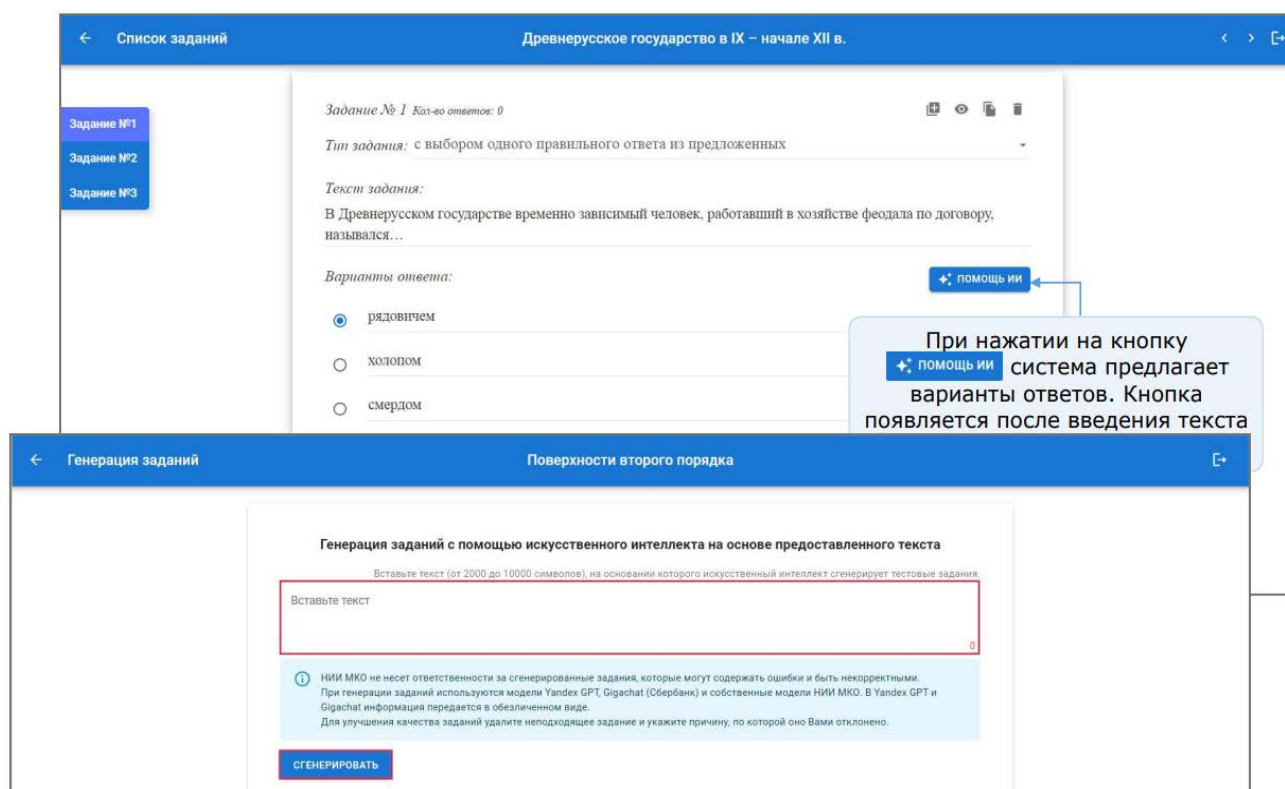 Список заданий
Древнерусское государство в IX – начале XII в.
Задание №1
Задание №2
Задание №3
Задание № 1 Кол-во ответов: 0
Тип задания: с выбором одного правильного ответа из предложенных
Текст задания:
В Древнерусском государстве временно зависимый человек, работавший в хозяйстве феодала по договору,
назывался...
Варианты ответа:
ПОМОЩЬ ИИ
рядовичем
холопом
смердом
При нажатии на кнопку
ПОМОЩЬ ИИ система предлагает
варианты ответов. Кнопка
появляется после введения текста
Генерация заданий
Поверхности второго порядка
Генерация заданий с помощью искусственного интеллекта на основе предоставленного текста
Вставьте текст (от 2000 до 10000 символов), на основании которого искусственный интеллект сгенерирует тестовые задания.
Вставьте текст
0
НИИ МКО не несет ответственности за сгенерированные задания, которые могут содержать ошибки и быть некорректными.
При генерации заданий используются модели Yandex GPT, Gigachat (Сбербанк) и собственные модели НИИ МКО. В Yandex GPT и
Gigachat информация передается в обезличенном виде.
Для улучшения качества заданий удалите неподходящее задание и укажите причину, по которой оно Вами отклонено.
СГЕНЕРИРОВАТЬ